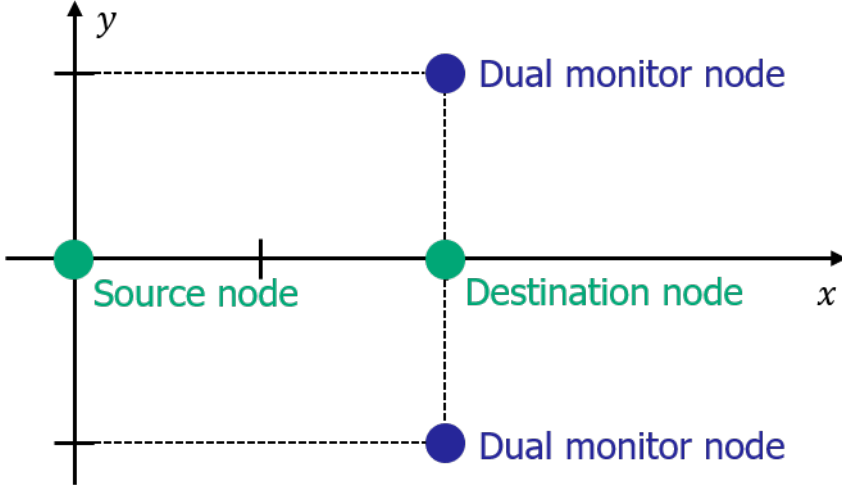 y
Dual monitor node
Source node
Destination node
x
Dual monitor node